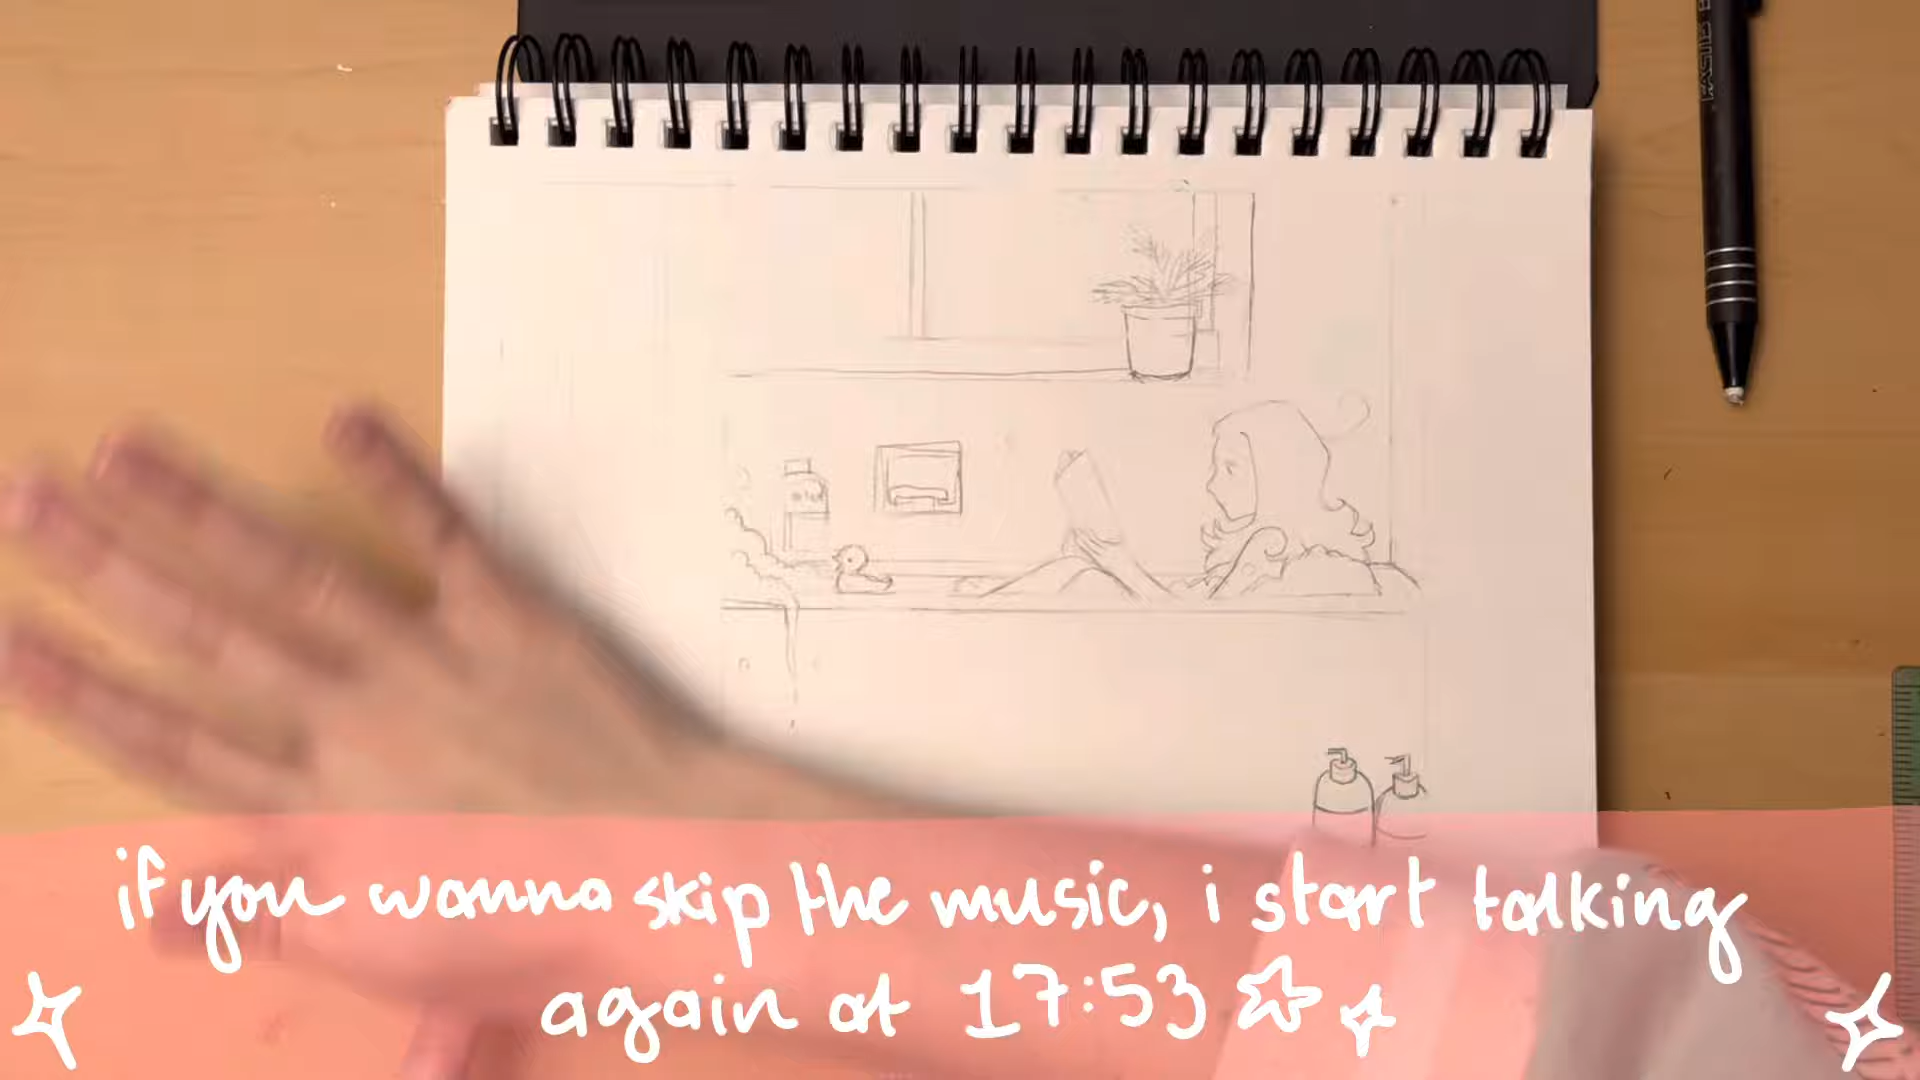 if you wanna skip the music, i start talking
again at 17:53